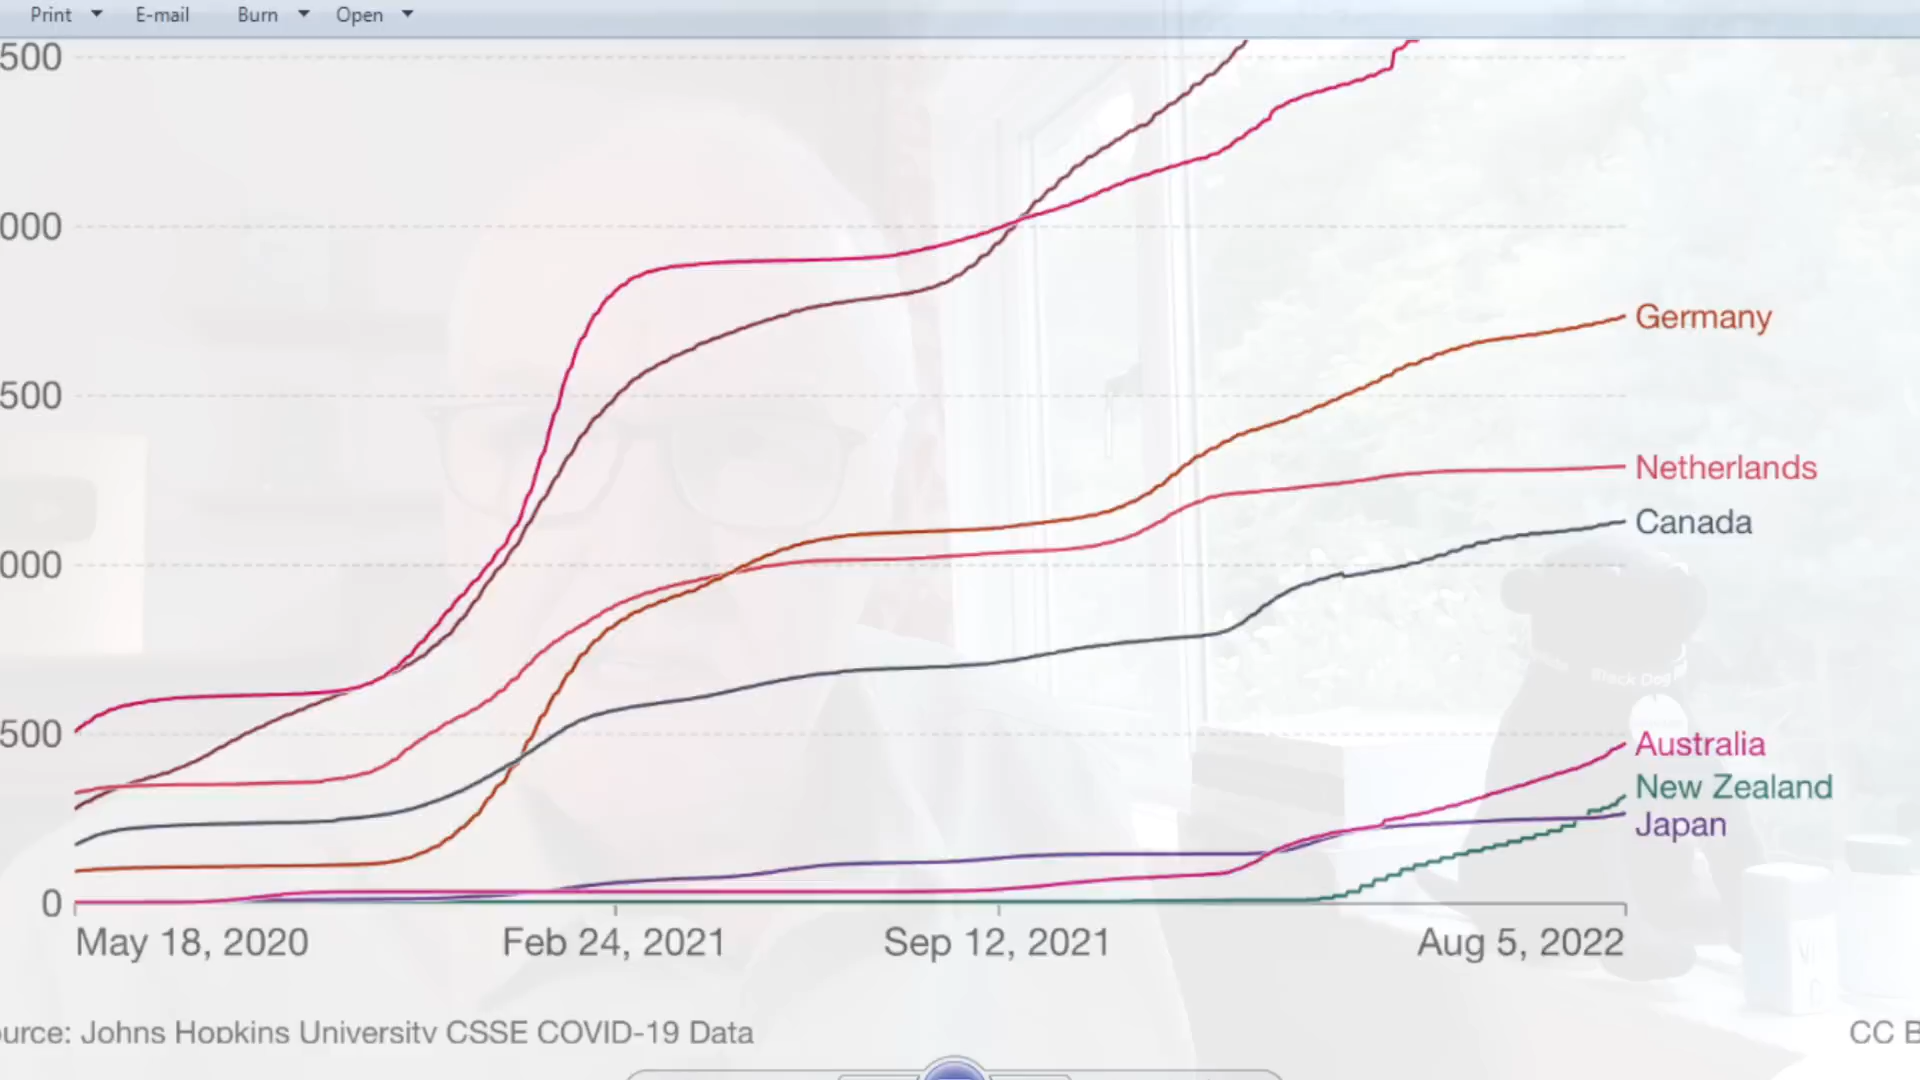 Print E-mail Burn Open
500
000
500
Germany
Netherlands
Canada
000
500
Black Dog
Australia
New Zealand
Japan
0
May 18, 2020 Feb 24, 2021 Sep 12, 2021 Aug 5, 2022
urce: Johns Hopkins University CSSE COVID-19 Data CC B